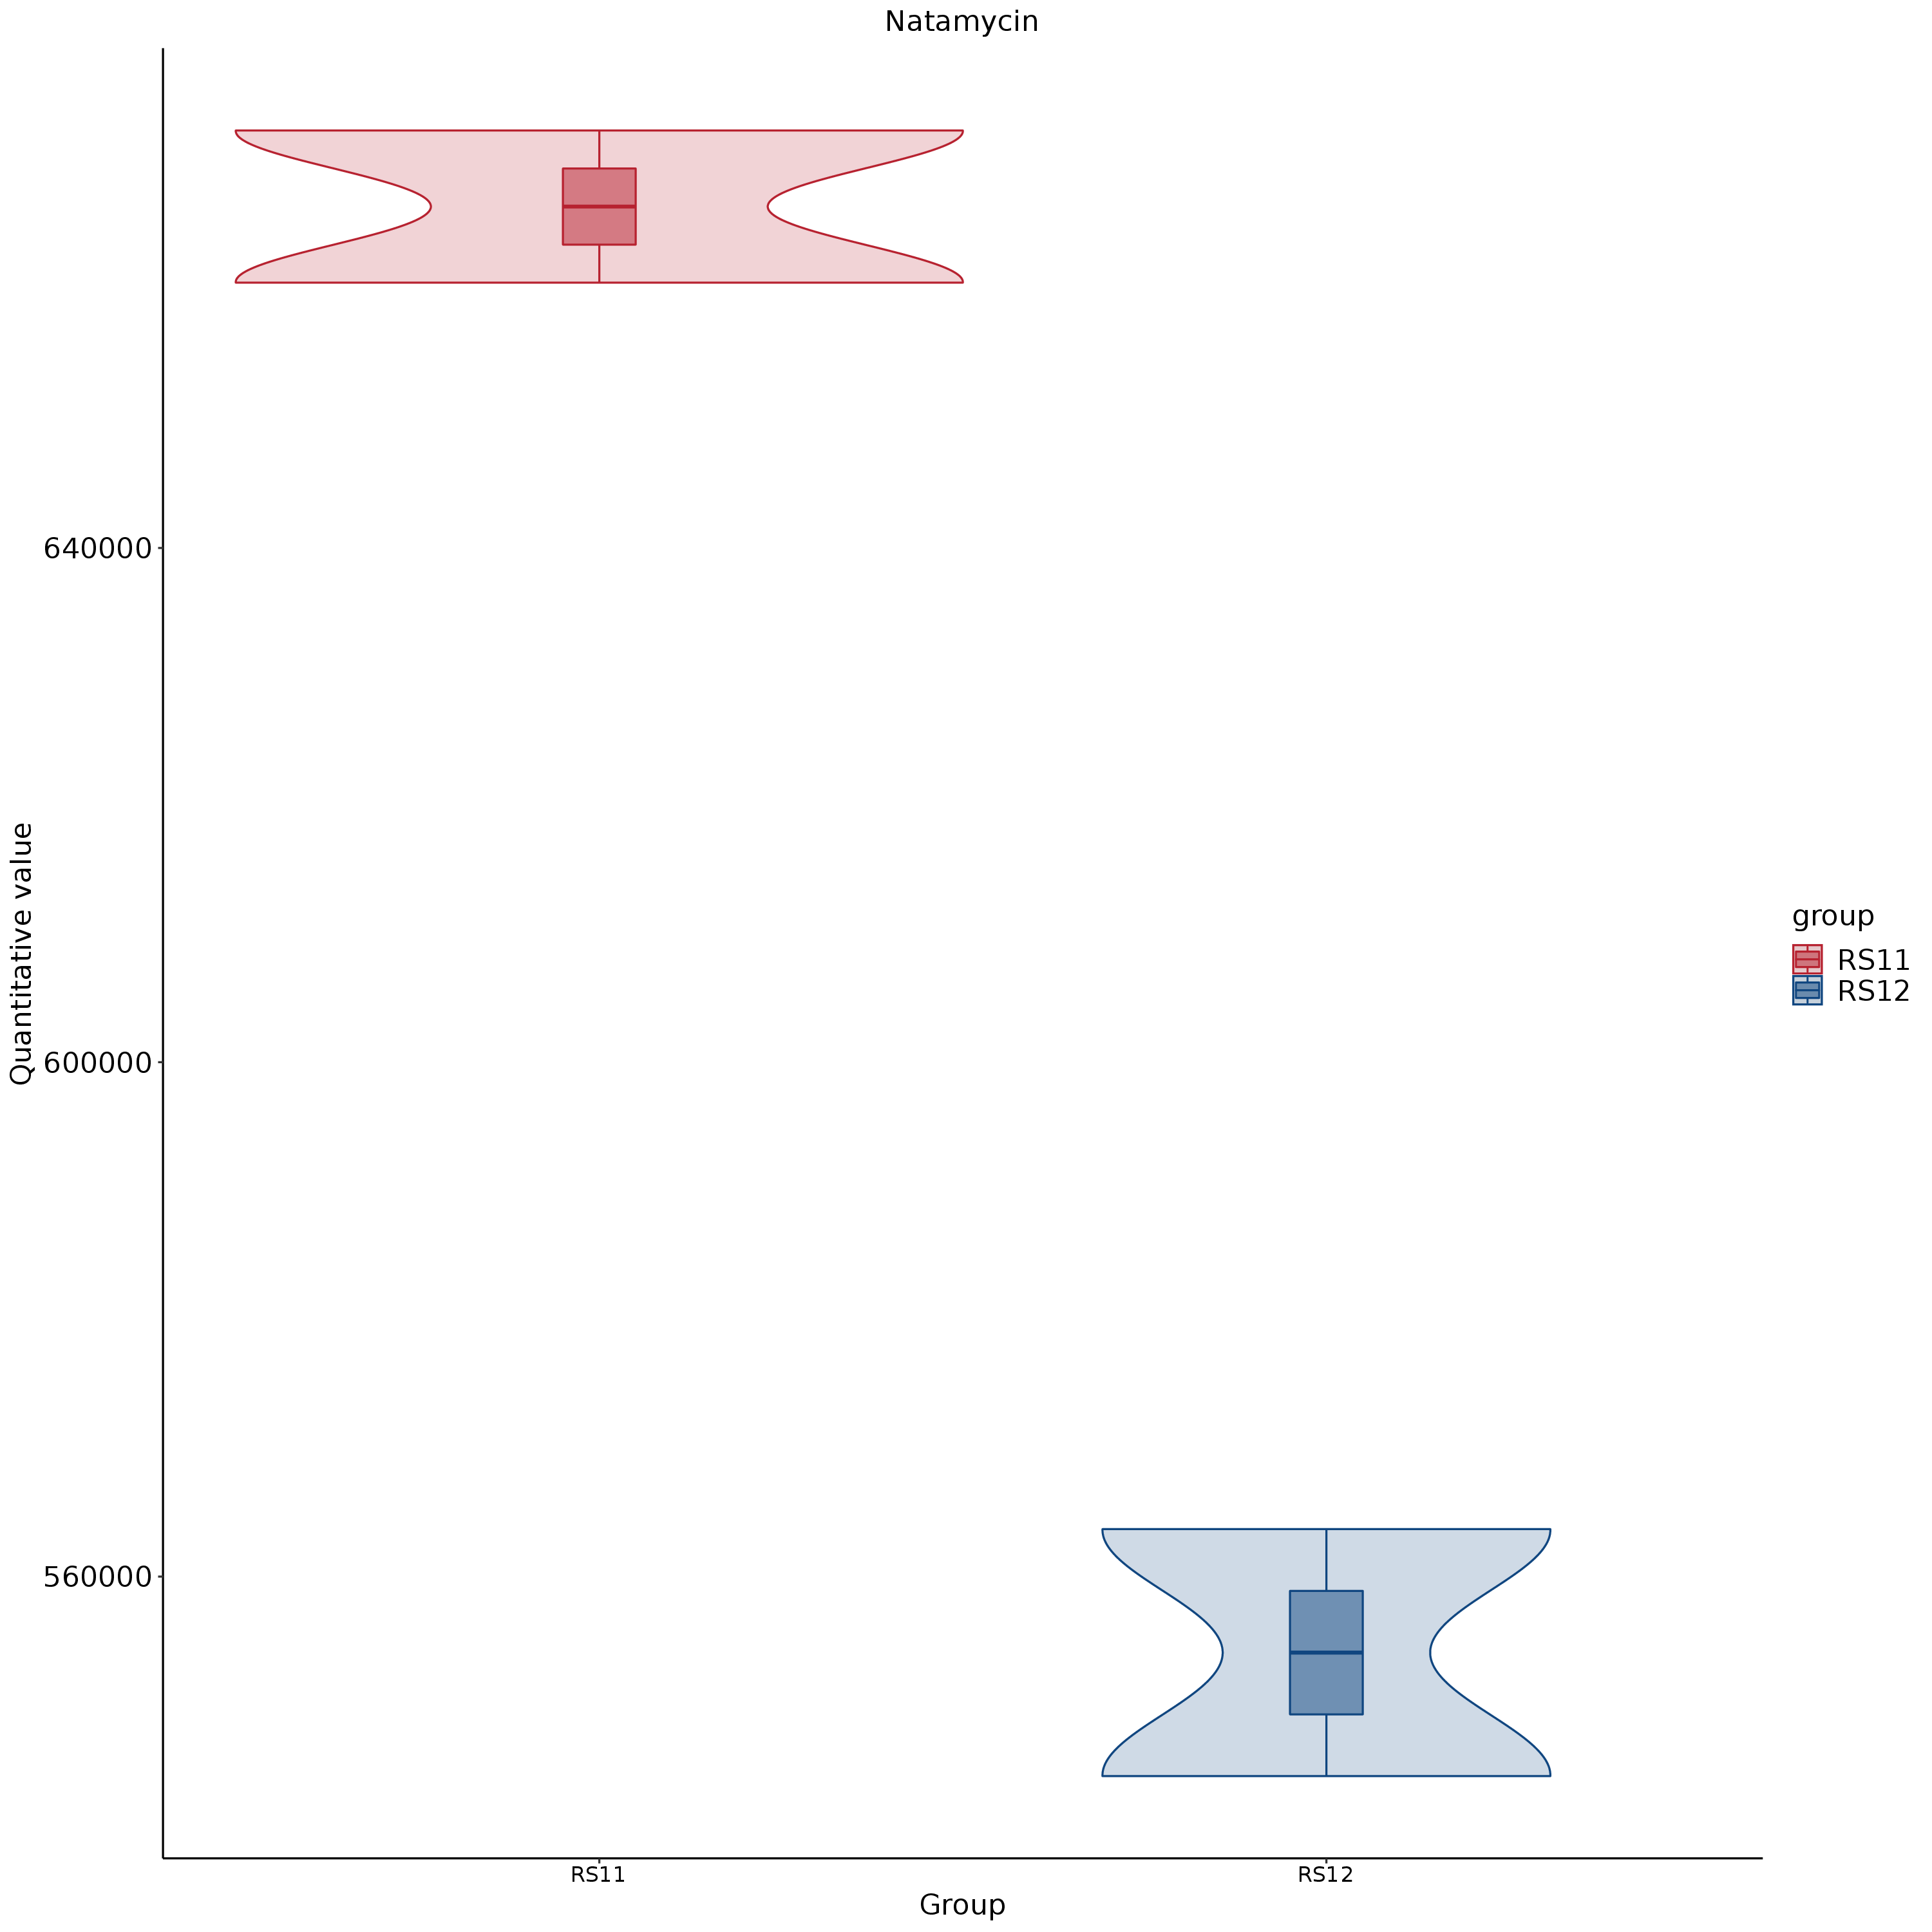 Natamycin
640000
600000
560000
Quantitative value
RS11
RS12
Group
group
RS11
RS12